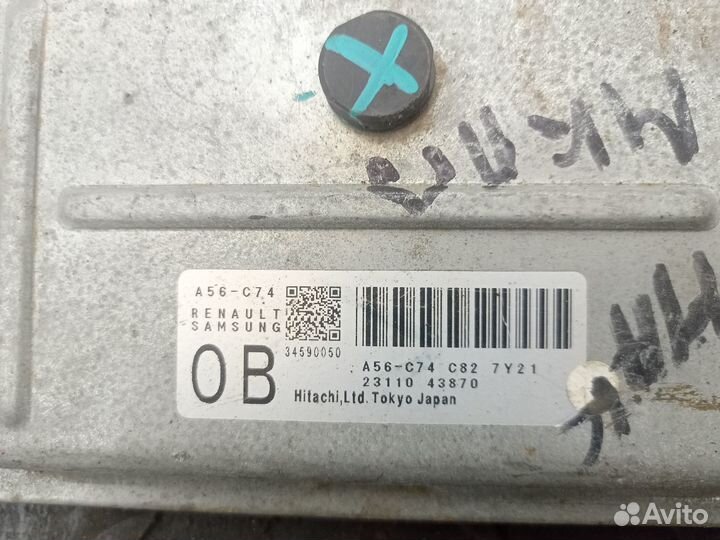 A56-C74
RENAULT
SAMSUNG
34590050
0B
A56-C74 C82 7Y21
23110 43870
Hitachi,Ltd.Tokyo Japan
Avito